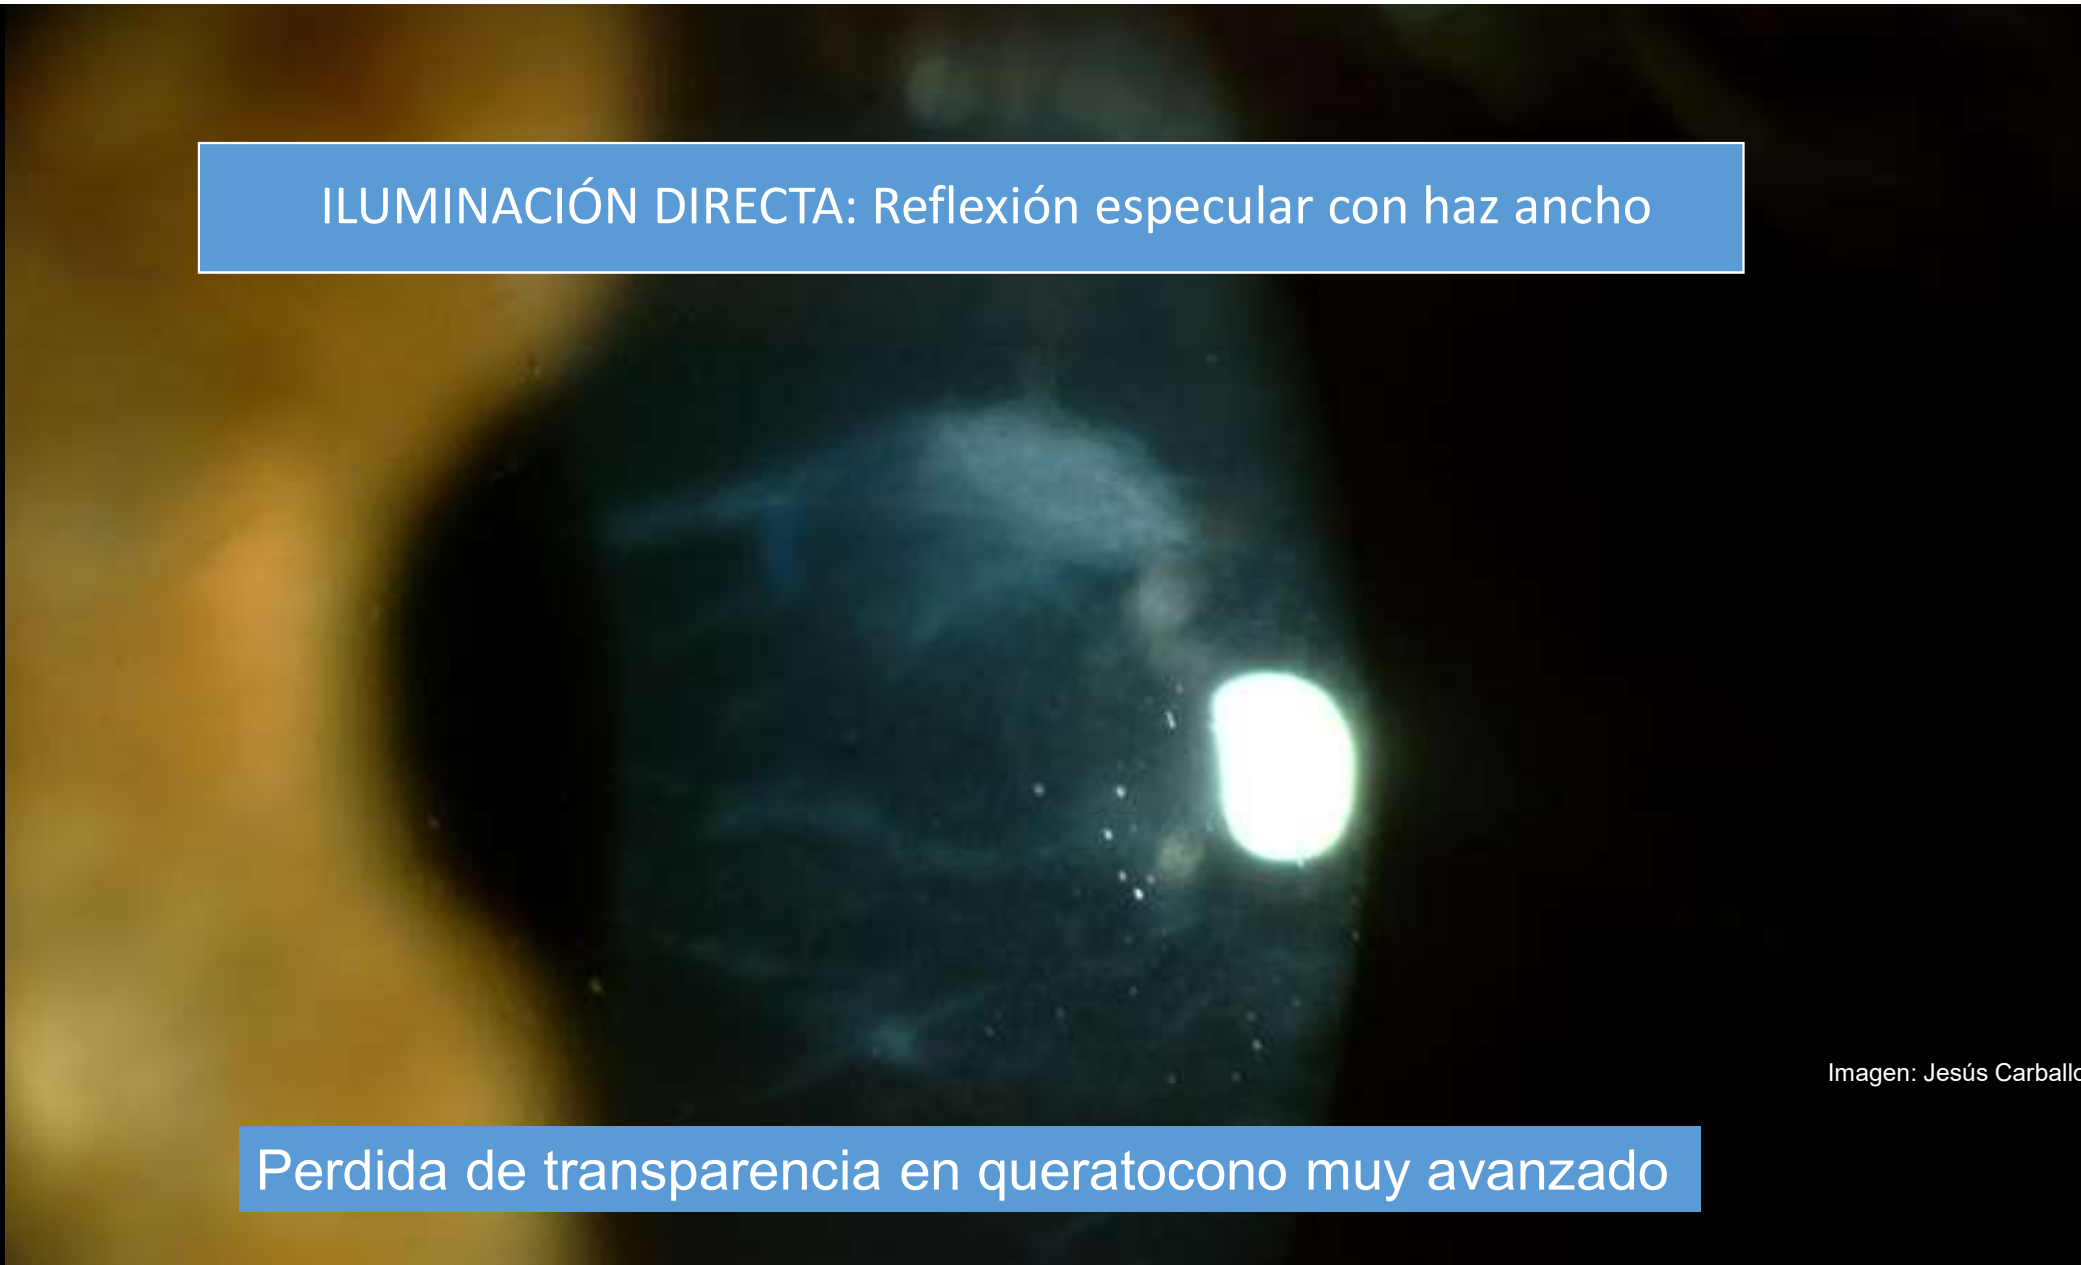 ILUMINACIÓN DIRECTA: Reflexión especular con haz ancho
Imagen: Jesús Carballo
Perdida de transparencia en queratocono muy avanzado